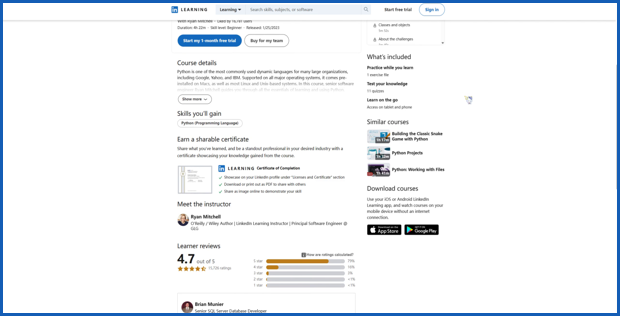 in LEARNING
Learning
Search skills, subjects, or software
Start free trial
Sign in
Duration: 4h 22m · Skill level: Beginner · Released: 1/25/2023
Start my 1-month free trial
Buy for my team
Course details
Python is one of the most commonly used dynamic languages for many large organizations,
including Google, Yahoo, and IBM. Supported on all major operating systems, it comes pre-
installed on Macs, as well as most Linux and Unix-based systems. In this course, senior software
Show more
Skills you'll gain
Python (Programming Language)
Earn a sharable certificate
Share what you're learned, and be a standout professional in your desired industry with a
certificate showcasing your knowledge gained from the course.
in LEARNING Certificate of Completion
Showcase on your LinkedIn profile under "Licenses and Certificate" section
Download or print out as PDF to share with others
Share as image online to demonstrate your skill
Meet the instructor
Ryan Mitchell
O'Reilly / Wiley Author | LinkedIn Learning Instructor | Principal Software Engineer @
GLG
Learner reviews
4.7 out of 5
How are ratings calculated?
5 star
4 star
3 star
2 star
1 star
Brian Munier
Senior SQL Server Database Developer
Classes and objects
About the challenges
What's included
Practice while you learn
1 exercise file
Test your knowledge
11 quizzes
Learn on the go
Access on tablet and phone
Similar courses
Building the Classic Snake
Game with Python
Python Projects
Python: Working with Files
Download courses
Use your iOS or Android LinkedIn
Learning app, and watch courses on your
mobile device without an internet
connection.
Download on the
App Store
GET IT ON
Google Play